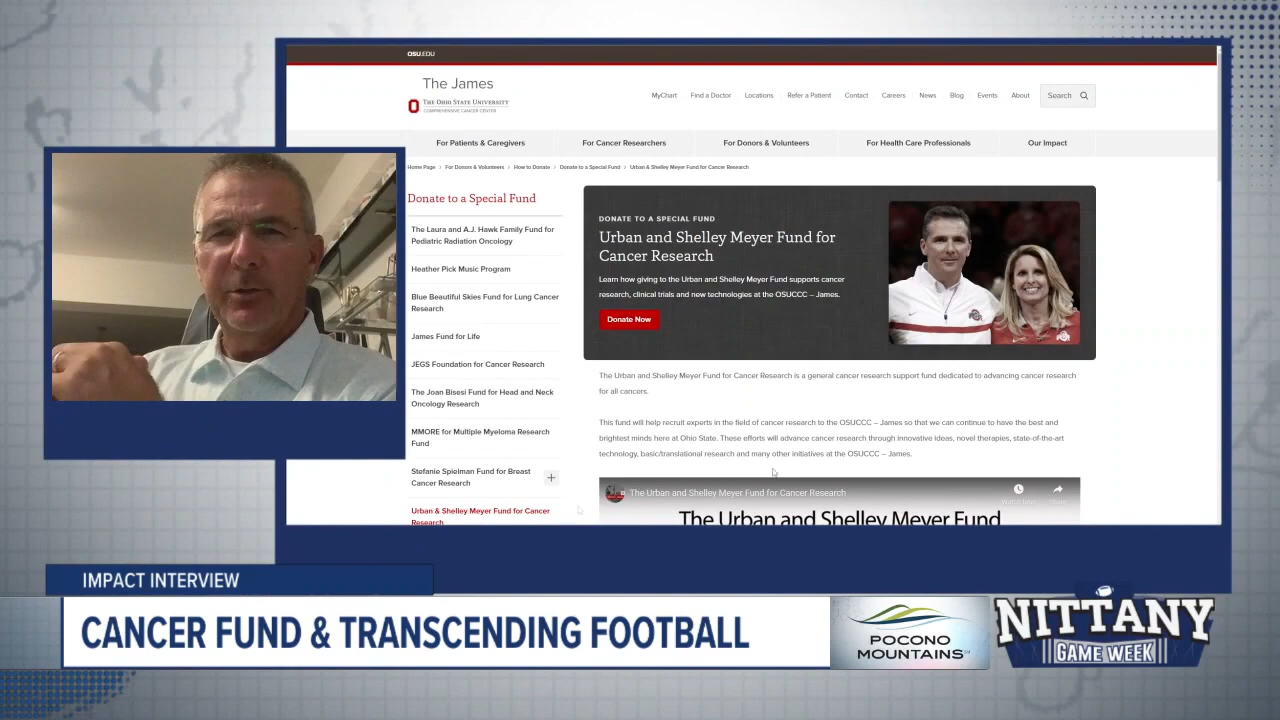 OSU.EDU
The James
THE OHIO STATE UNIVERSITY
COMPREHENSIVE CANCER CENTER
MyChart Find a Doctor Locations Refer a Patient Contact Careers News Blog Events About Search
For Patients & Caregivers For Cancer Researchers For Donors & Volunteers For Health Care Professionals Our Impact
Home Page > For Donors & Volunteers > How to Donate > Donate to a Special Fund > Urban & Shelley Meyer Fund for Cancer Research
Donate to a Special Fund
The Laura and A.J. Hawk Family Fund for
Pediatric Radiation Oncology
Heather Pick Music Program
Blue Beautiful Skies Fund for Lung Cancer
Research
James Fund for Life
JEGS Foundation for Cancer Research
The Joan Bisesi Fund for Head and Neck
Oncology Research
MMORE for Multiple Myeloma Research
Fund
Stefanie Spielman Fund for Breast
Cancer Research
Urban & Shelley Meyer Fund for Cancer
Research
DONATE TO A SPECIAL FUND
Urban and Shelley Meyer Fund for
Cancer Research
Learn how giving to the Urban and Shelley Meyer Fund supports cancer
research, clinical trials and new technologies at the OSUCCC – James.
Donate Now
The Urban and Shelley Meyer Fund for Cancer Research is a general cancer research support fund dedicated to advancing cancer research
for all cancers.
This fund will help recruit experts in the field of cancer research to the OSUCCC – James so that we can continue to have the best and
brightest minds here at Ohio State. These efforts will advance cancer research through innovative ideas, novel therapies, state-of-the-art
technology, basic/translational research and many other initiatives at the OSUCCC – James.
The Urban and Shelley Meyer Fund for Cancer Research
Watch later Share
The Urban and Shelley Meyer Fund
IMPACT INTERVIEW
CANCER FUND & TRANSCENDING FOOTBALL
POCONO
MOUNTAINS
NITTANY
GAME WEEK